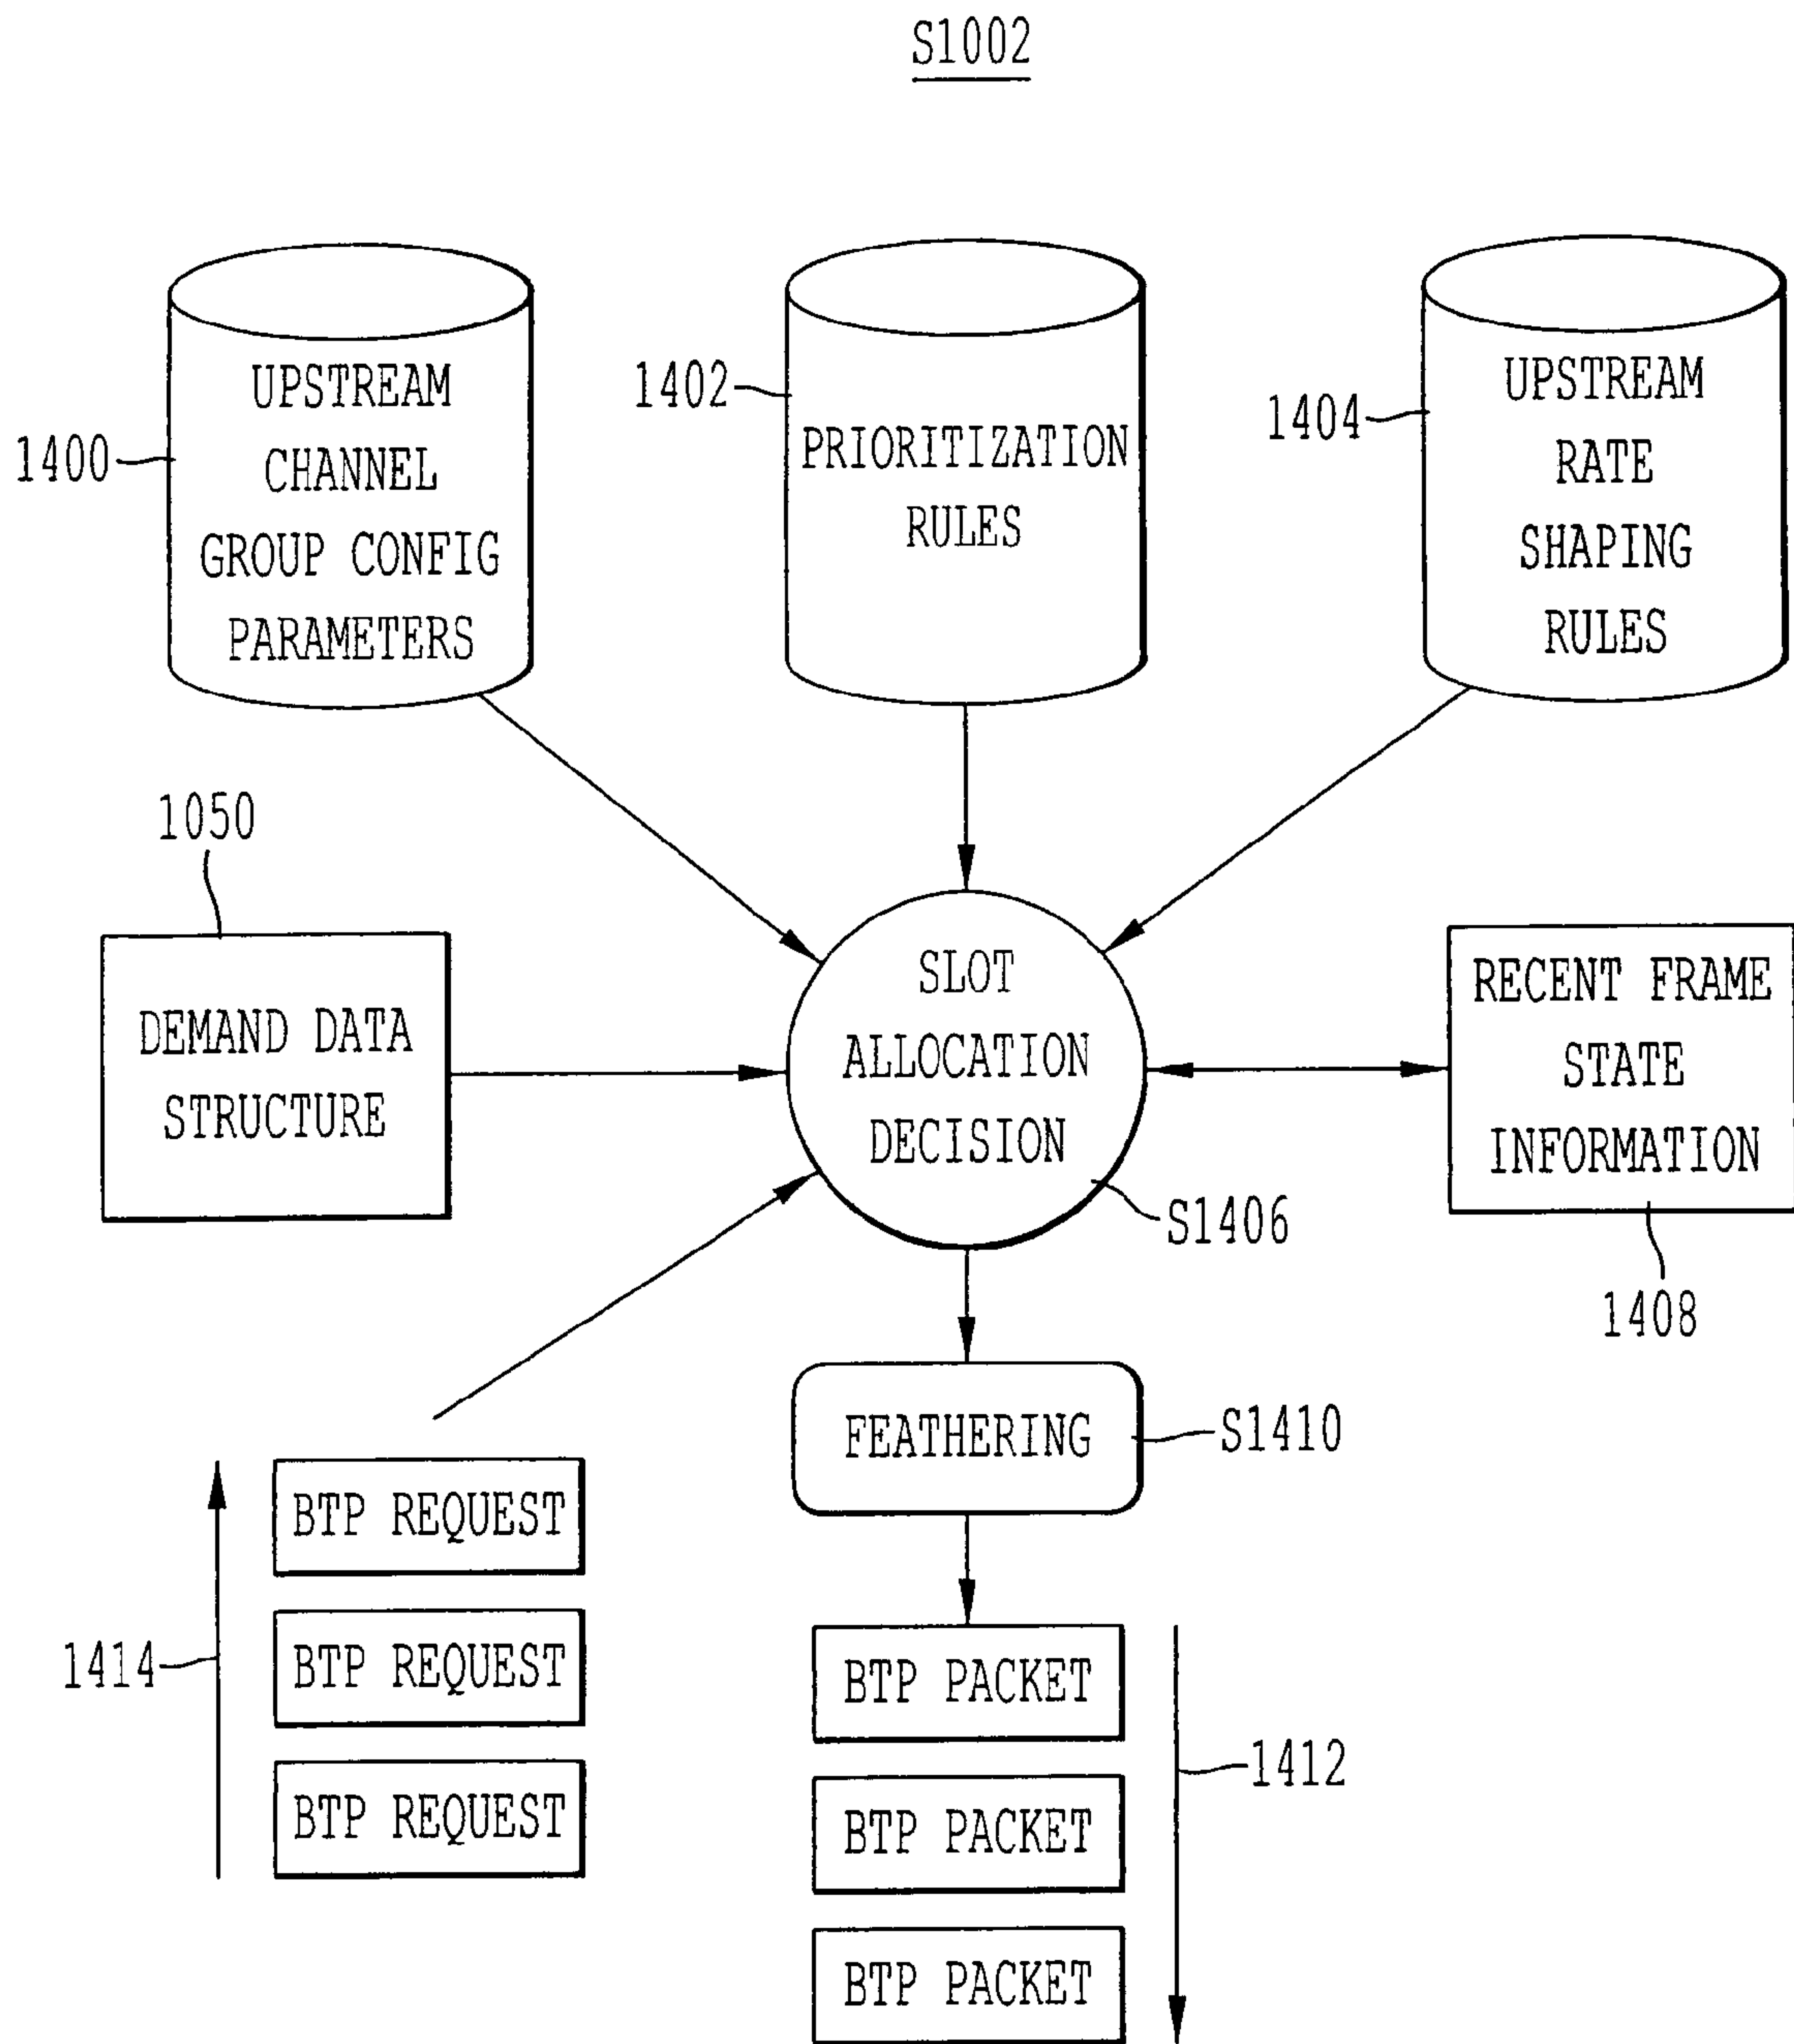 S1002
UPSTREAM
CHANNEL
GROUP CONFIG
PARAMETERS
1400
1402
PRIORITIZATION
RULES
1404
UPSTREAM
RATE
SHAPING
RULES
1050
DEMAND DATA
STRUCTURE
SLOT
ALLOCATION
DECISION
S1406
RECENT FRAME
STATE
INFORMATION
1408
FEATHERING
S1410
1414
BTP REQUEST
BTP REQUEST
BTP REQUEST
BTP PACKET
BTP PACKET
BTP PACKET
1412